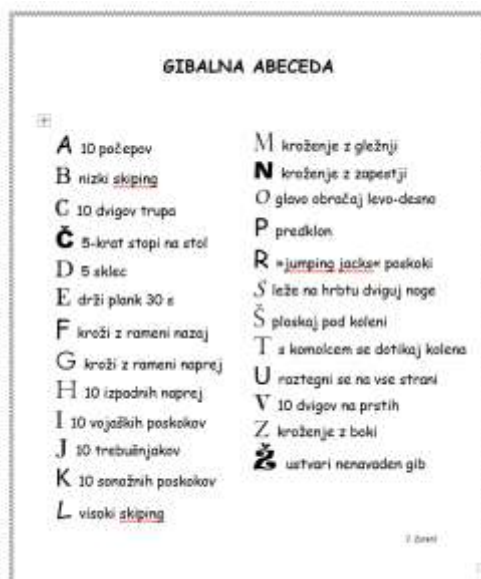 GIBALNA ABECEDA
A 10 počepov
B nizki skiping
C 10 dvigov trupa
Č 5-krat stopi na stol
D 5 sklec
E drži plank 30 s
F kroži z rameni nazaj
G kroži z rameni naprej
H 10 izpadnih naprej
I 10 vojaških poskokov
J 10 trebušnjakov
K 10 sonožnih poskokov
L visoki skiping
M kroženje z gležnji
N kroženje z zapestji
O glavo obračaj levo-desno
P predklon
R »jumping jacks« poskoki
S leže na hrbtu dviguj noge
Š ploskaj pod koleni
T s komolcem se dotikaj kolena
U raztegni se na vse strani
V 10 dvigov na prstih
Z kroženje z boki
Ž ustvari nenavaden gib